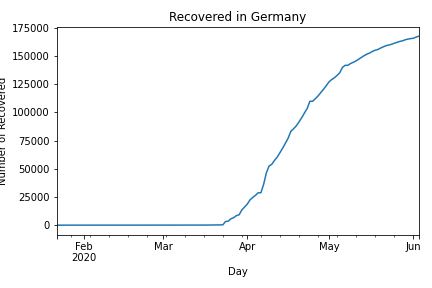 Recovered in Germany
175000
150000
125000
100000
75000
50000
25000
0
Number of Recovered
Feb
2020
Mar
Apr
May
Jun
Day